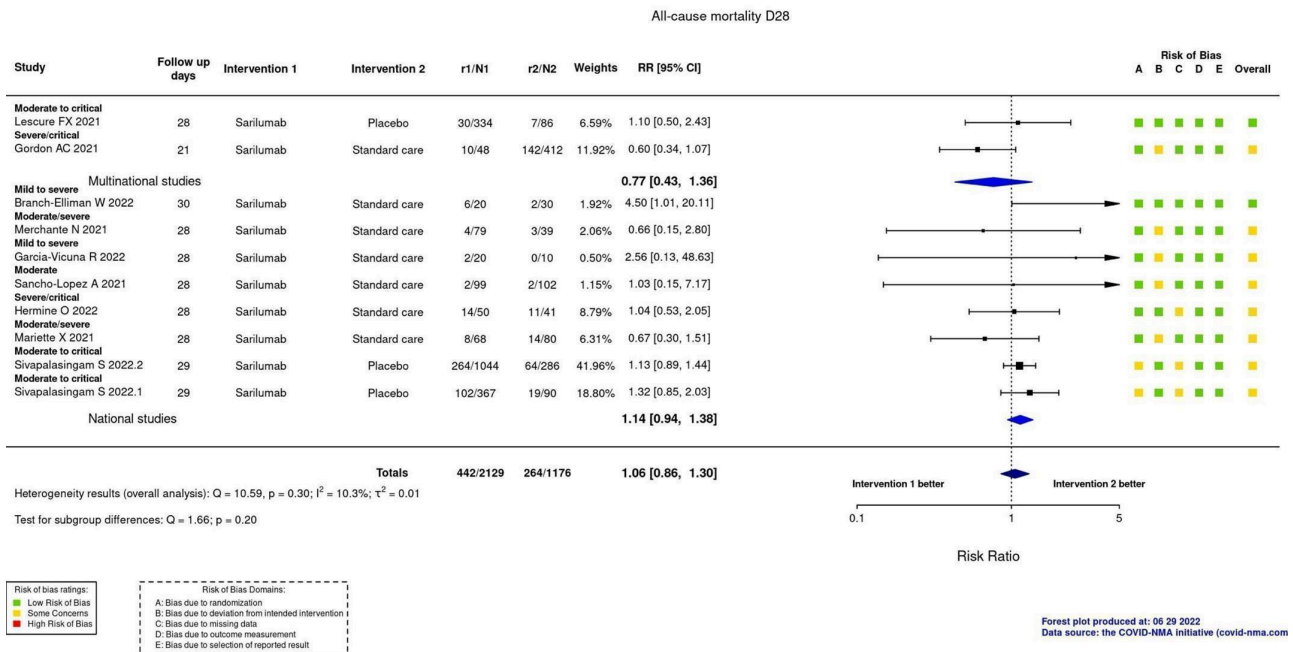 All-cause mortality D28
Risk of Bias
Study Follow up days Intervention 1 Intervention 2 r1/N1 r2/N2 Weights RR [95% CI] A B C D E Overall
Moderate to critical
Lescure FX 2021 28 Sarilumab Placebo 30/334 7/86 6.59% 1.10 [0.50, 2.43]
Severe/critical
Gordon AC 2021 21 Sarilumab Standard care 10/48 142/412 11.92% 0.60 [0.34, 1.07]
Multinational studies 0.77 [0.43, 1.36]
Mild to severe
Branch-Elliman W 2022 30 Sarilumab Standard care 6/20 2/30 1.92% 4.50 [1.01, 20.11]
Moderate/severe
Merchante N 2021 28 Sarilumab Standard care 4/79 3/39 2.06% 0.66 [0.15, 2.80]
Mild to severe
Garcia-Vicuna R 2022 28 Sarilumab Standard care 2/20 0/10 0.50% 2.56 [0.13, 48.63]
Moderate
Sancho-Lopez A 2021 28 Sarilumab Standard care 2/99 2/102 1.15% 1.03 [0.15, 7.17]
Severe/critical
Hermine O 2022 28 Sarilumab Standard care 14/50 11/41 8.79% 1.04 [0.53, 2.05]
Moderate/severe
Mariette X 2021 28 Sarilumab Standard care 8/68 14/80 6.31% 0.67 [0.30, 1.51]
Moderate to critical
Sivapalasingam S 2022.2 29 Sarilumab Placebo 264/1044 64/286 41.96% 1.13 [0.89, 1.44]
Moderate to critical
Sivapalasingam S 2022.1 29 Sarilumab Placebo 102/367 19/90 18.80% 1.32 [0.85, 2.03]
National studies 1.14 [0.94, 1.38]
Totals 442/2129 264/1176 1.06 [0.86, 1.30]
Intervention 1 better Intervention 2 better
Heterogeneity results (overall analysis): Q = 10.59, p = 0.30; I² = 10.3%; τ² = 0.01
Test for subgroup differences: Q = 1.66; p = 0.20
0.1 1 5
Risk Ratio
Risk of bias ratings:
Low Risk of Bias
Some Concerns
High Risk of Bias
Risk of Bias Domains:
A: Bias due to randomization
B: Bias due to deviation from intended intervention
C: Bias due to missing data
D: Bias due to outcome measurement
E: Bias due to selection of reported result
Forest plot produced at: 06 29 2022
Data source: the COVID-NMA initiative (covid-nma.com